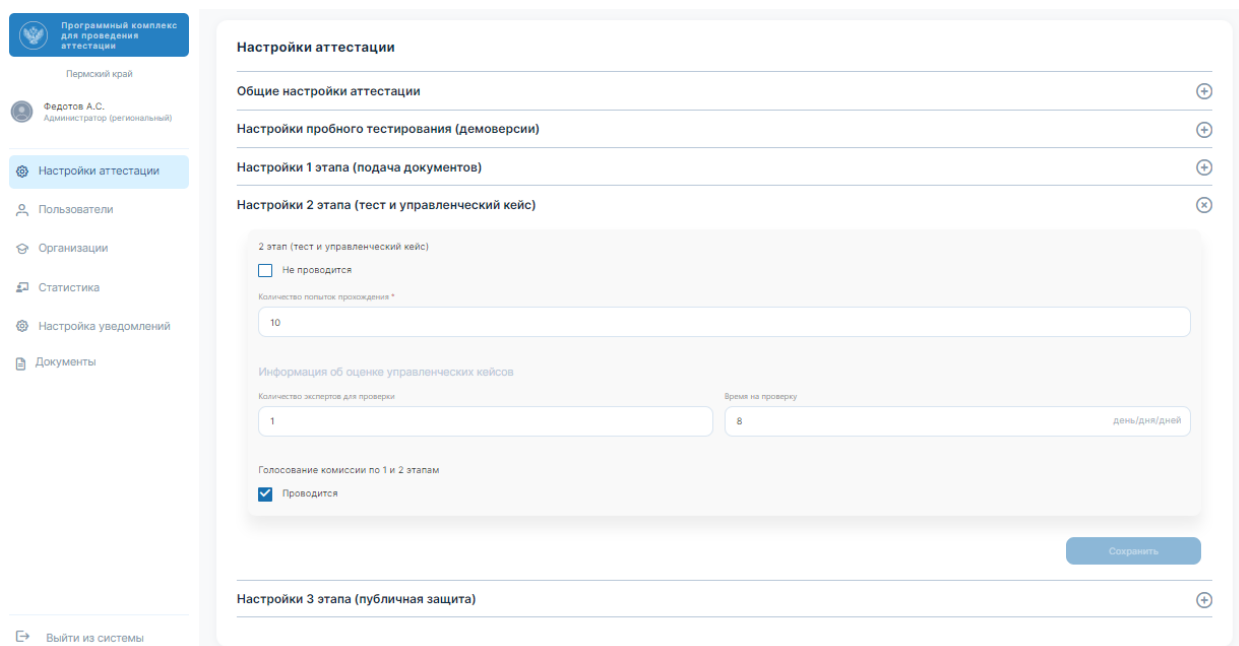 Программный комплекс
для проведения
аттестации
Пермский край
Федотов А.С.
Администратор (региональный)
Настройки аттестации
Пользователи
Организации
Статистика
Настройка уведомлений
Документы
Выйти из системы
Настройки аттестации
Общие настройки аттестации
Настройки пробного тестирования (демоверсии)
Настройки 1 этапа (подача документов)
Настройки 2 этапа (тест и управленческий кейс)
2 этап (тест и управленческий кейс)
Не проводится
Количество попыток прохождения *
10
Информация об оценке управленческих кейсов
Количество экспертов для проверки
Время на проверку
1
8 день/дня/дней
Голосование комиссии по 1 и 2 этапам
Проводится
Сохранить
Настройки 3 этапа (публичная защита)